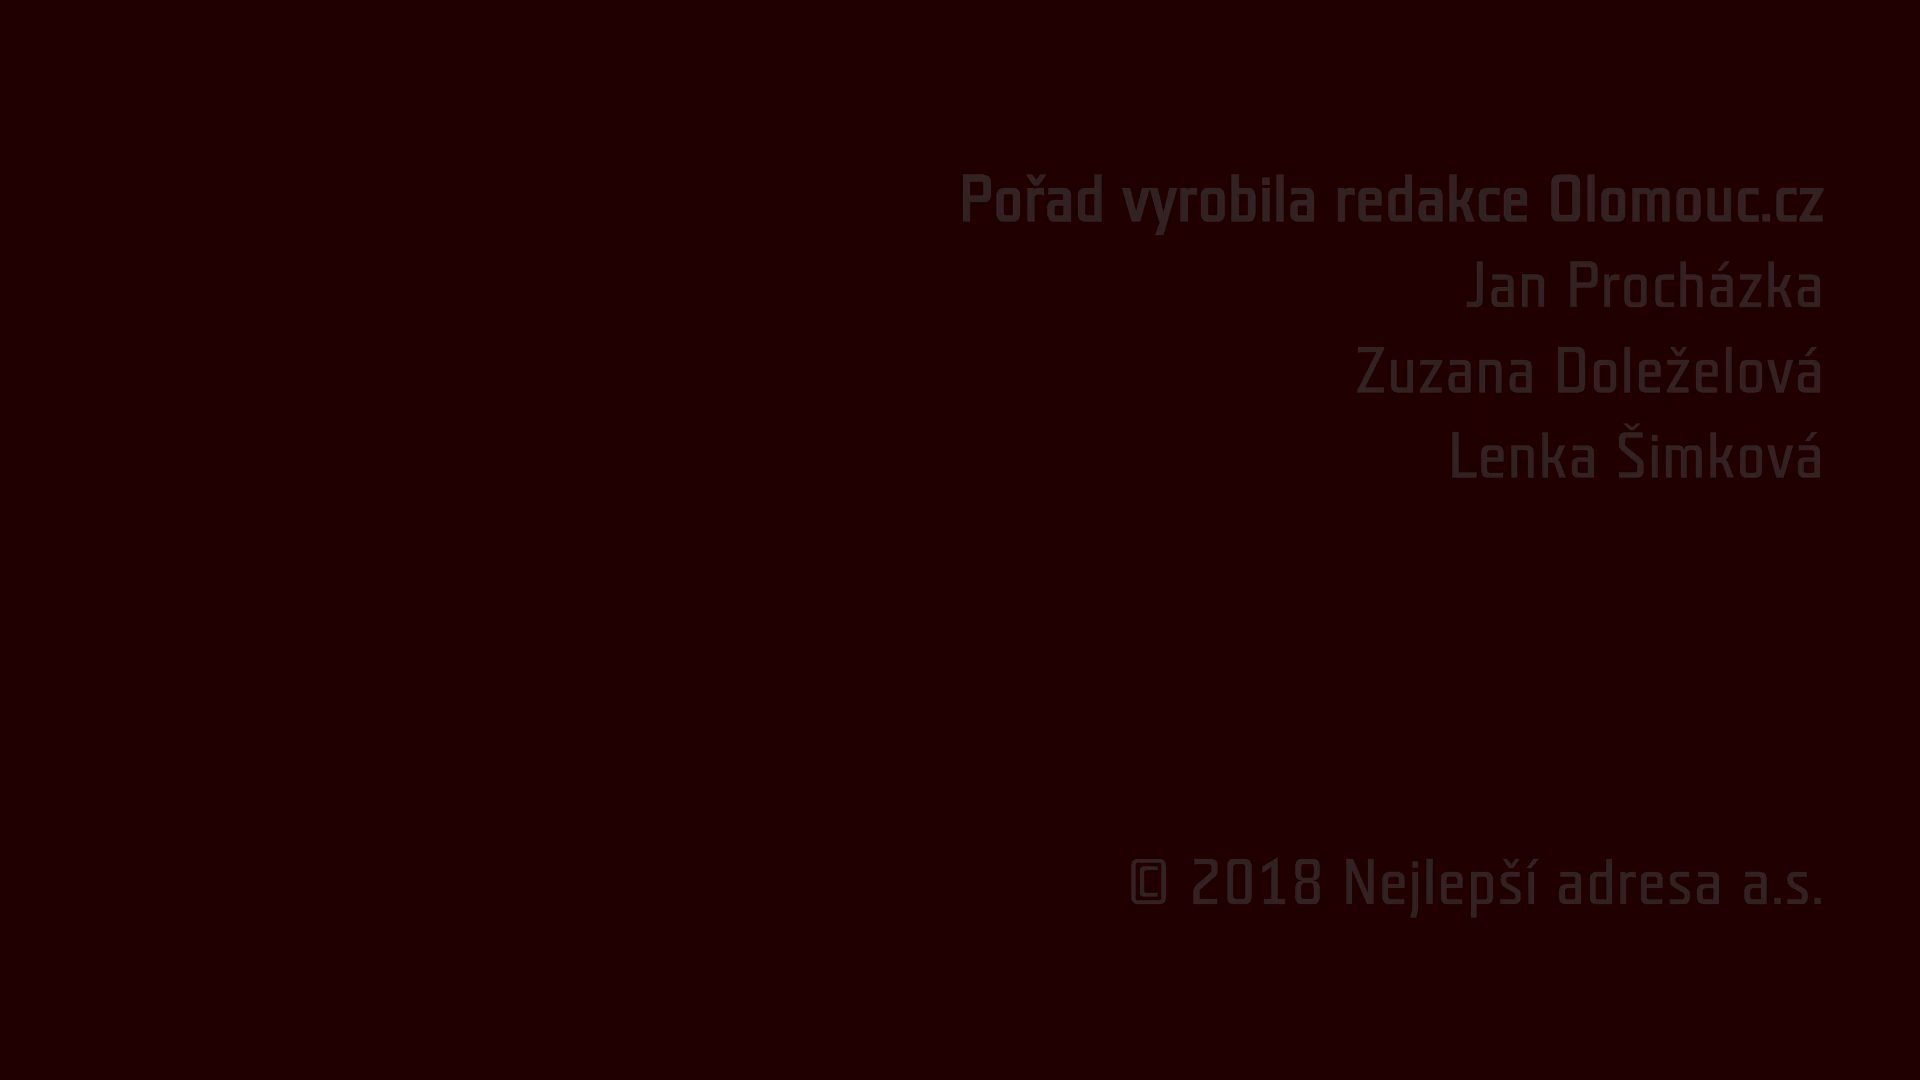 Pořad vyrobila redakce Olomouc.cz
Jan Procházka
Zuzana Doleželová
Lenka Šimková
© 2018 Nejlepší adresa a.s.